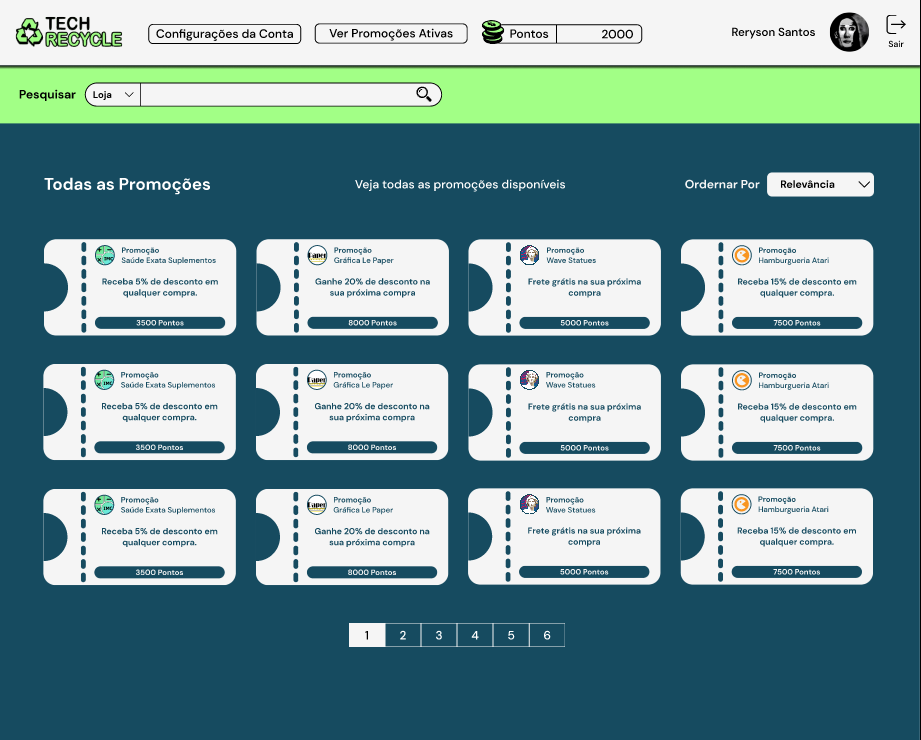 TECH
RECYCLE
Configurações da Conta
Ver Promoções Ativas
Pontos
2000
Reryson Santos
Sair
Pesquisar
Loja
Todas as Promoções
Veja todas as promoções disponíveis
Ordernar Por
Relevância
Promoção
Saúde Exata Suplementos
Receba 5% de desconto em
qualquer compra.
3500 Pontos
Paper
Promoção
Gráfica Le Paper
Ganhe 20% de desconto na
sua próxima compra
8000 Pontos
Promoção
Wave Statues
Frete grátis na sua próxima
compra
5000 Pontos
Promoção
Hamburgueria Atari
Receba 15% de desconto em
qualquer compra.
7500 Pontos
IMC
Promoção
Saúde Exata Suplementos
Receba 5% de desconto em
qualquer compra.
3500 Pontos
Paper
Promoção
Gráfica Le Paper
Ganhe 20% de desconto na
sua próxima compra
8000 Pontos
Promoção
Wave Statues
Frete grátis na sua próxima
compra
5000 Pontos
Promoção
Hamburgueria Atari
Receba 15% de desconto em
qualquer compra.
7500 Pontos
IMC
Promoção
Saúde Exata Suplementos
Receba 5% de desconto em
qualquer compra.
3500 Pontos
Paper
Promoção
Gráfica Le Paper
Ganhe 20% de desconto na
sua próxima compra
8000 Pontos
Promoção
Wave Statues
Frete grátis na sua próxima
compra
5000 Pontos
Promoção
Hamburgueria Atari
Receba 15% de desconto em
qualquer compra.
7500 Pontos
1 2 3 4 5 6